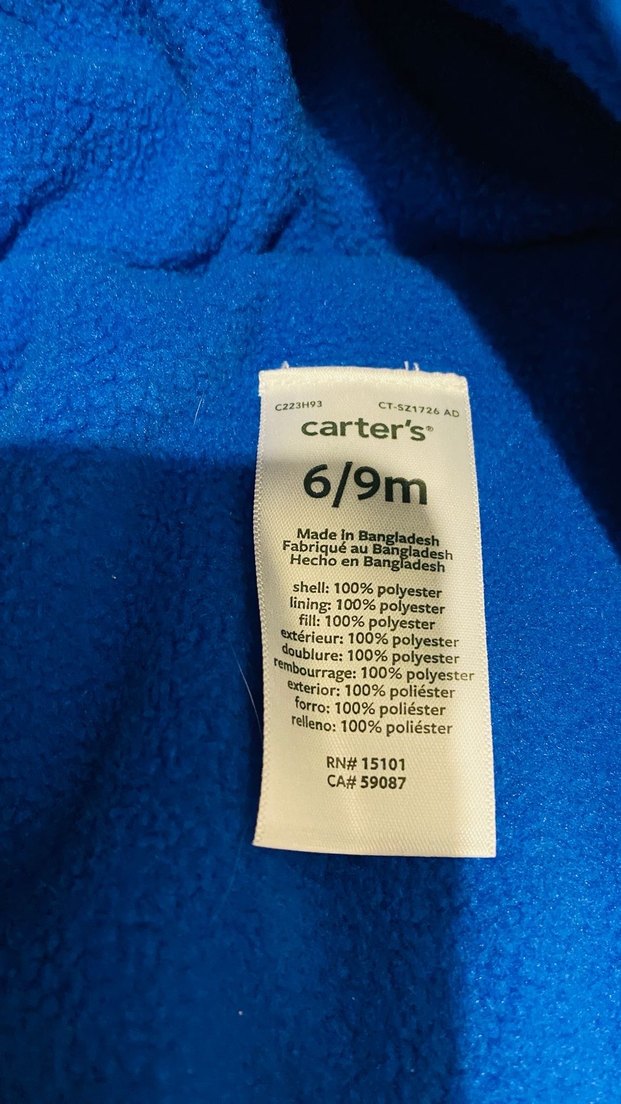 C223H93 CT-SZ1726 AD
carter's®
6/9m
Made in Bangladesh
Fabriqué au Bangladesh
Hecho en Bangladesh
shell: 100% polyester
lining: 100% polyester
fill: 100% polyester
extérieur: 100% polyester
doublure: 100% polyester
rembourrage: 100% polyester
exterior: 100% poliéster
forro: 100% poliéster
relleno: 100% poliéster
RN# 15101
CA# 59087